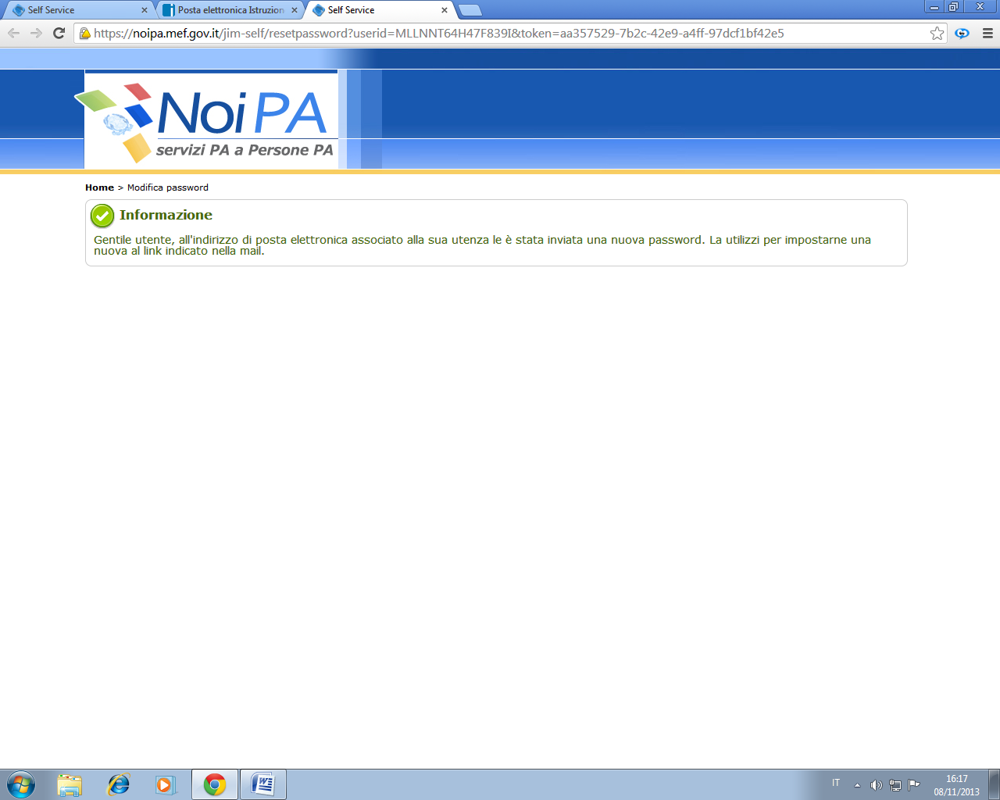 Self Service
Posta elettronica Istruzion
Self Service
https://noipa.mef.gov.it/jim-self/resetpassword?userid=MLLNNT64H47F839I&token=aa357529-7b2c-42e9-a4ff-97dcf1bf42e5
NoiPA
servizi PA a Persone PA
Home > Modifica password
Informazione
Gentile utente, all'indirizzo di posta elettronica associato alla sua utenza le è stata inviata una nuova password. La utilizzi per impostarne una
nuova al link indicato nella mail.
IT
16:17
08/11/2013